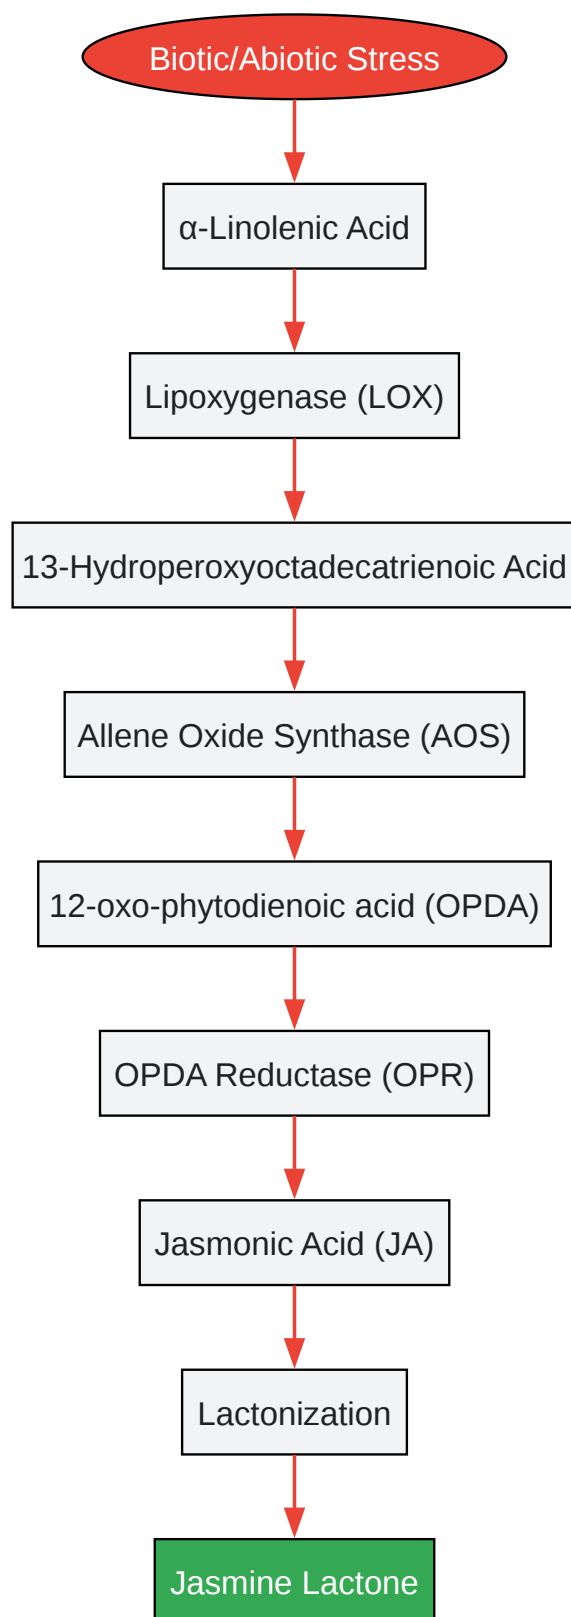 Biotic/Abiotic Stress
α-Linolenic Acid
Lipoxygenase (LOX)
13-Hydroperoxyoctadecatrienoic Acid
Allene Oxide Synthase (AOS)
12-oxo-phytodienoic acid (OPDA)
OPDA Reductase (OPR)
Jasmonic Acid (JA)
Lactonization
Jasmine Lactone